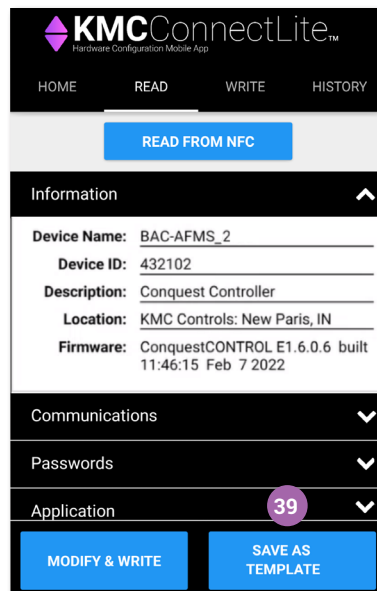 KMCConnectLite™
Hardware Configuration Mobile App
HOME READ WRITE HISTORY
READ FROM NFC
Information
Device Name: BAC-AFMS_2
Device ID: 432102
Description: Conquest Controller
Location: KMC Controls: New Paris, IN
Firmware: ConquestCONTROL E1.6.0.6 built
11:46:15 Feb 7 2022
Communications
Passwords
Application
39
MODIFY & WRITE
SAVE AS
TEMPLATE